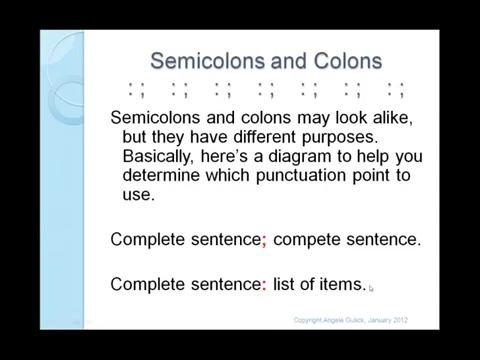 Semicolons and Colons
: ; : ; : ; : ; : ; : ; : ;
Semicolons and colons may look alike,
but they have different purposes.
Basically, here's a diagram to help you
determine which punctuation point to
use.
Complete sentence; compete sentence.
Complete sentence: list of items.
Copyright Angela Gulick, January 2012